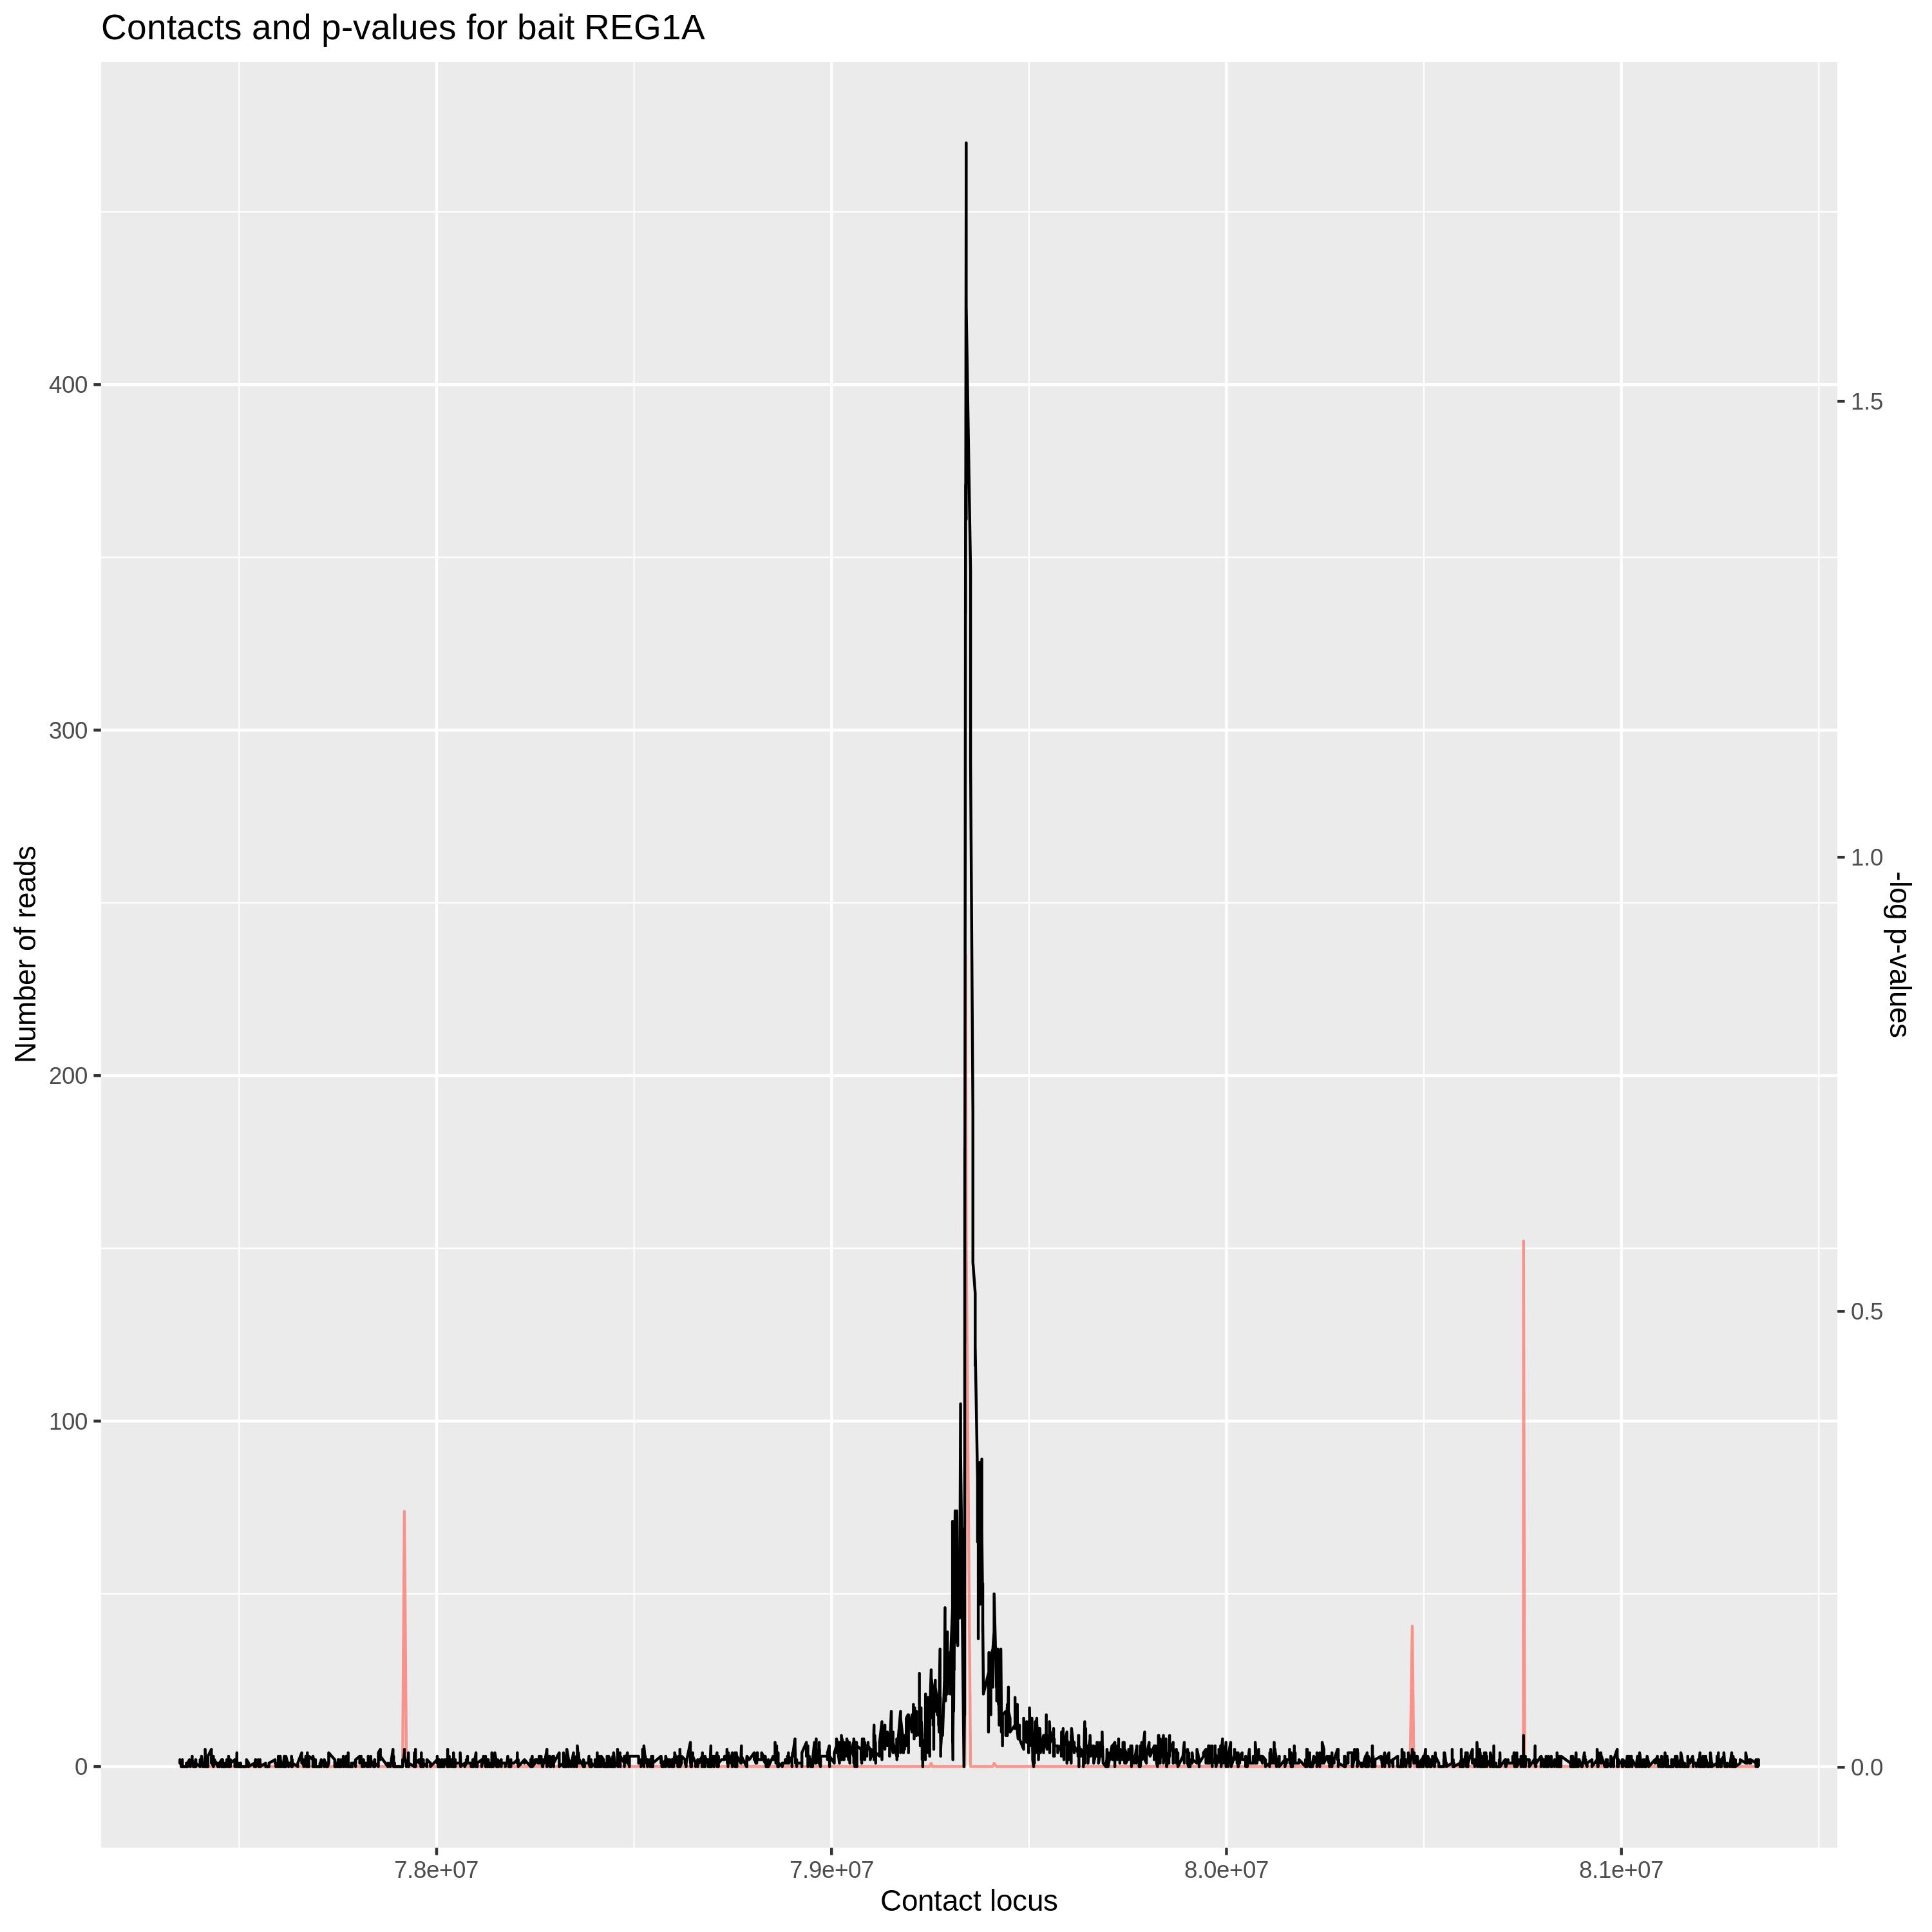 Contacts and p-values for bait REG1A
400
300
200
100
0
Number of reads
1.5
1.0
0.5
0.0
-log p-values
7.8e+07 7.9e+07 8.0e+07 8.1e+07
Contact locus